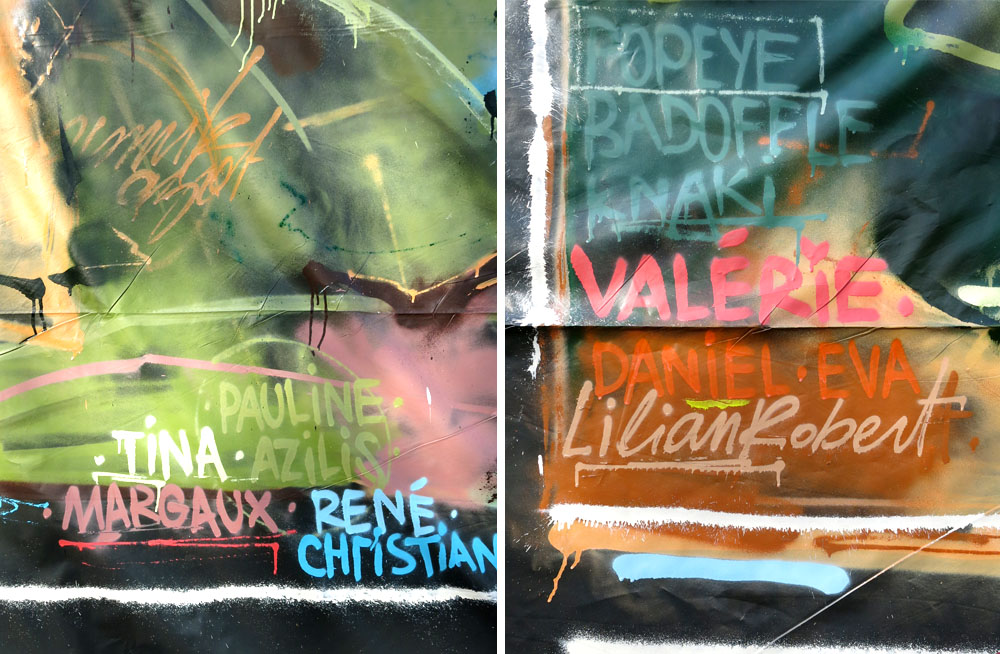 PAULINE
TINA · AZILIS
MARGAUX · RENÉ
CHRISTIAN
POPEYE
BADOFFLE
KNAKI
VALÉRIE.
DANIEL · EVA
Lilian Robert